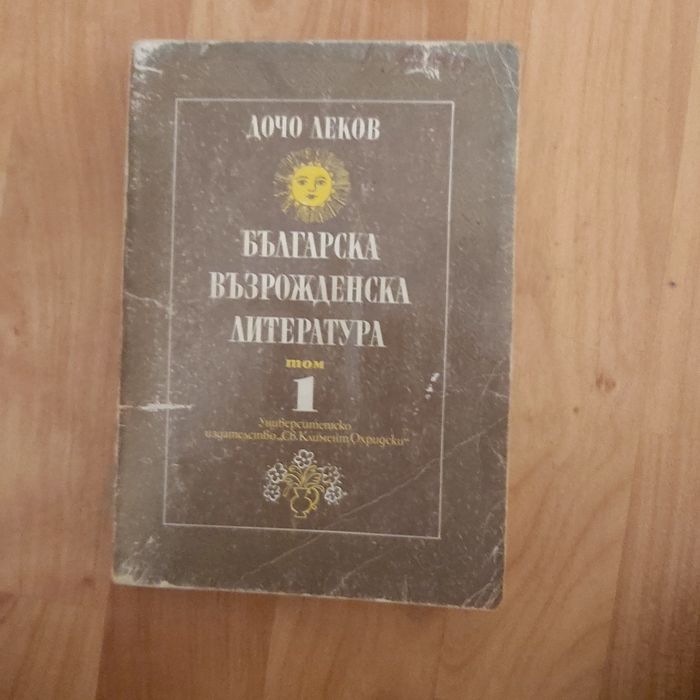 ДОЧО ЛЕКОВ
БЪЛГАРСКА
ВЪЗРОЖДЕНСКА
ЛИТЕРАТУРА
том
1
Университетско
издателство „Св. Климент Охридски“